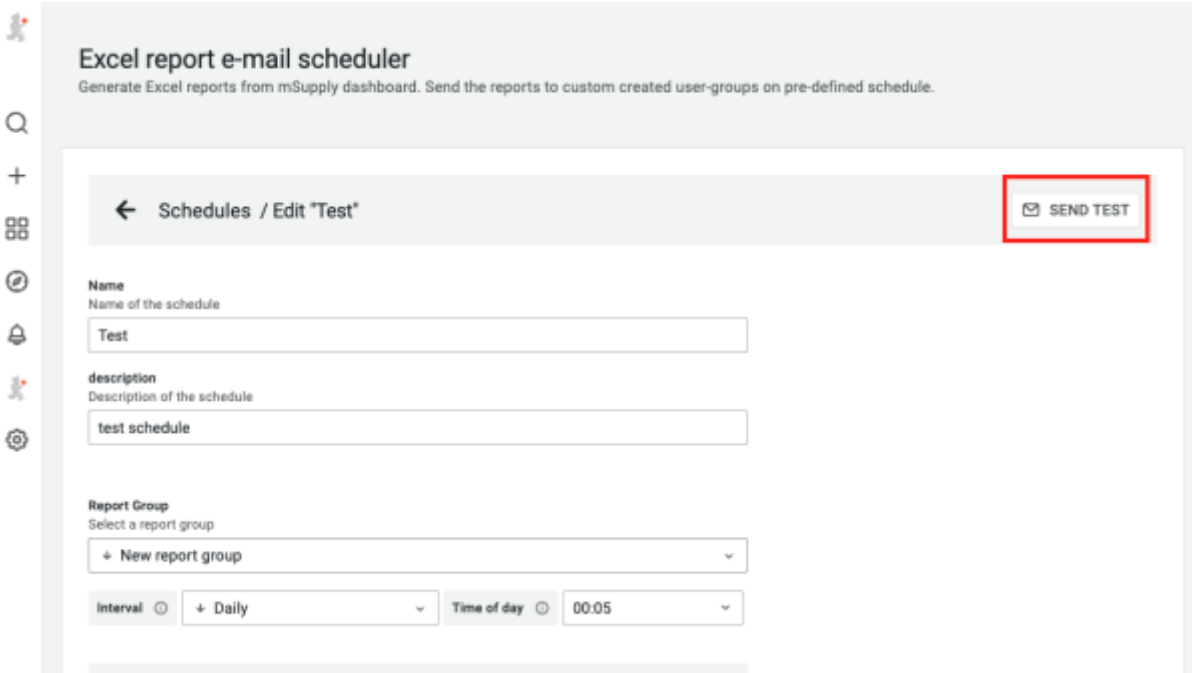 Excel report e-mail scheduler
Generate Excel reports from mSupply dashboard. Send the reports to custom created user-groups on pre-defined schedule.
Schedules / Edit "Test"
SEND TEST
Name
Name of the schedule
Test
description
Description of the schedule
test schedule
Report Group
Select a report group
New report group
Interval Daily Time of day 00:05